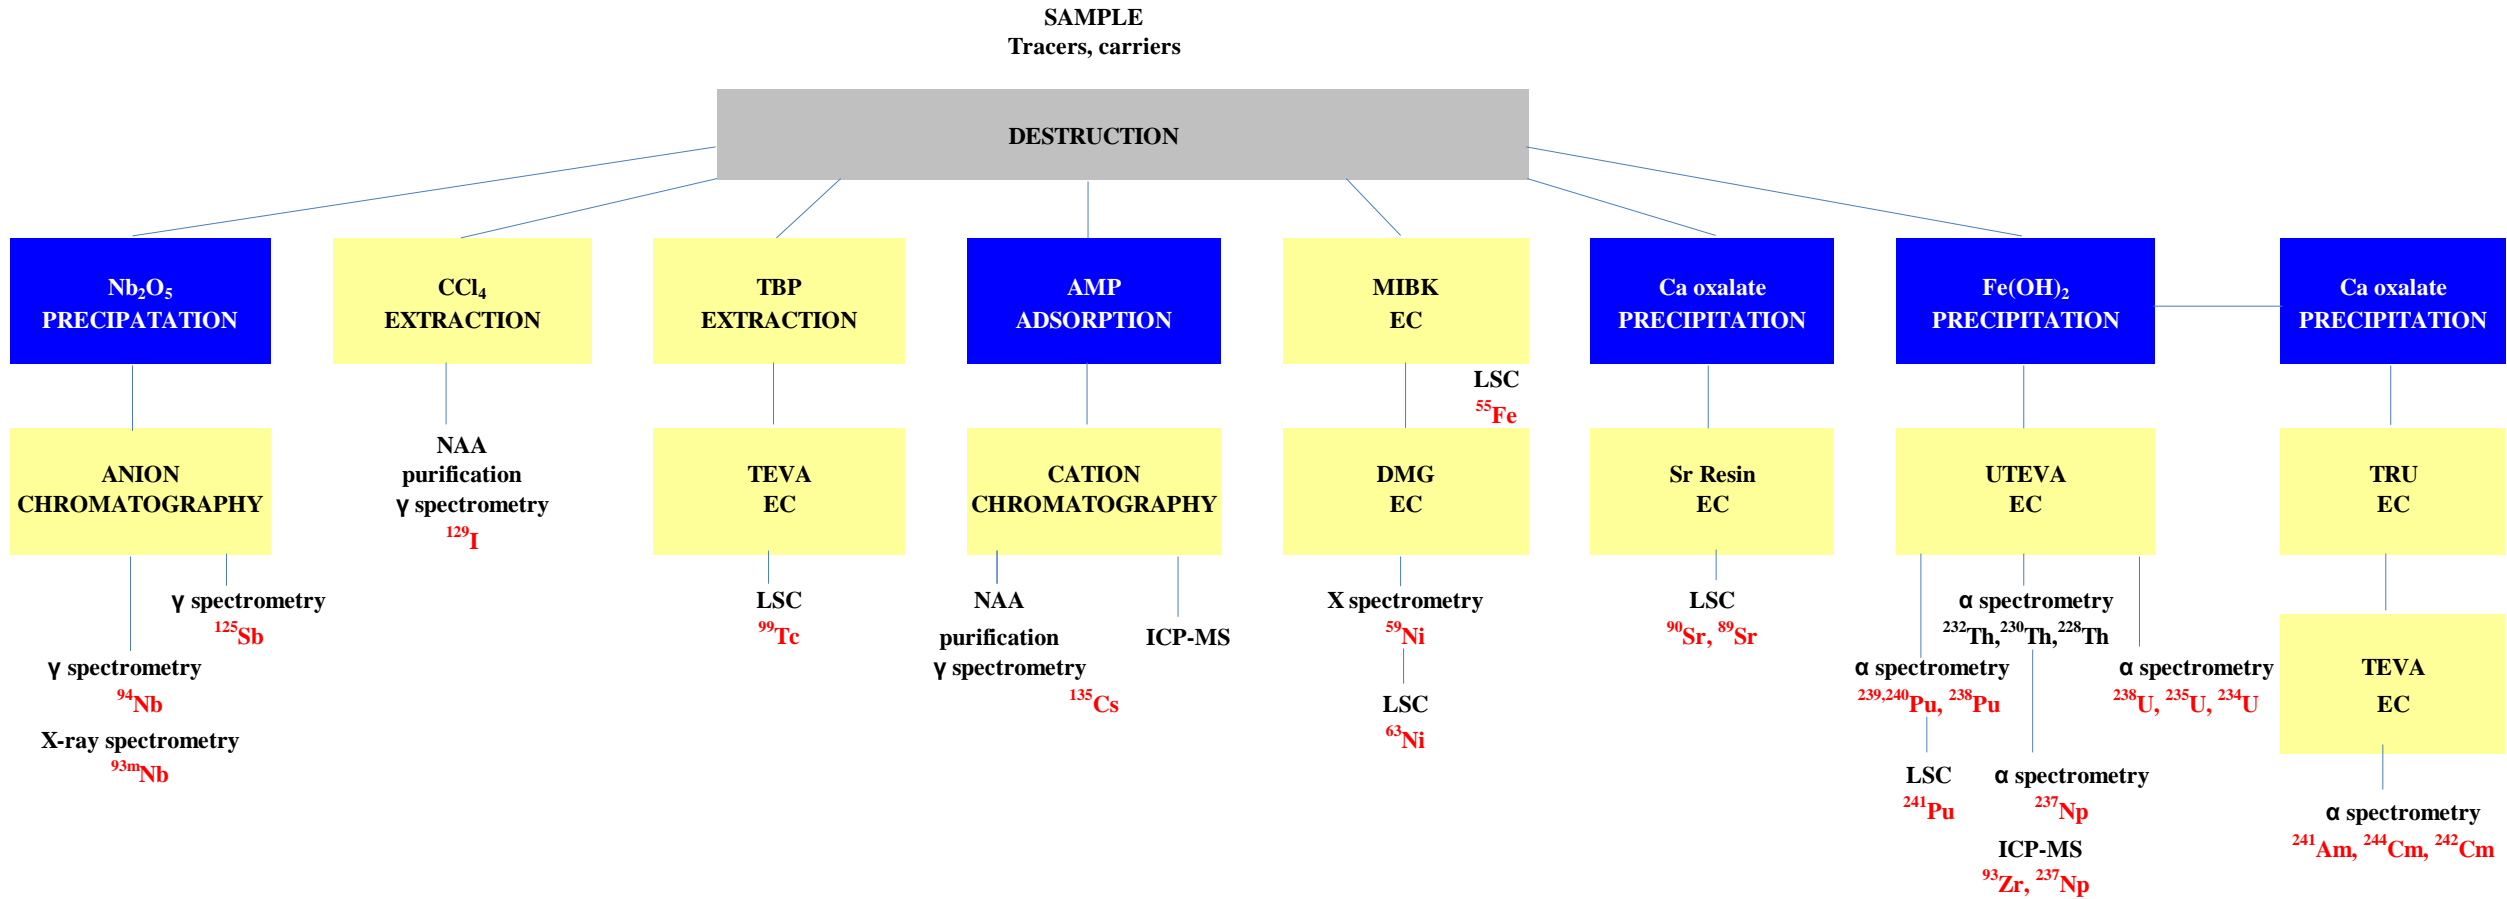 SAMPLE
Tracers, carriers
DESTRUCTION
Nb₂O₅
PRECIPATATION
CCl₄
EXTRACTION
TBP
EXTRACTION
AMP
ADSORPTION
MIBK
EC
Ca oxalate
PRECIPITATION
Fe(OH)₂
PRECIPITATION
Ca oxalate
PRECIPITATION
LSC
⁵⁵Fe
ANION
CHROMATOGRAPHY
NAA
purification
γ spectrometry
¹²⁹I
TEVA
EC
CATION
CHROMATOGRAPHY
DMG
EC
Sr Resin
EC
UTEVA
EC
TRU
EC
γ spectrometry
¹²⁵Sb
γ spectrometry
⁹⁴Nb
X-ray spectrometry
⁹³ᵐNb
LSC
⁹⁹Tc
NAA
purification
γ spectrometry
¹³⁵Cs
ICP-MS
X spectrometry
⁵⁹Ni
LSC
⁶³Ni
LSC
⁹⁰Sr, ⁸⁹Sr
α spectrometry
²³²Th,²³⁰Th,²²⁸Th
α spectrometry
²³⁹,²⁴⁰Pu, ²³⁸Pu
α spectrometry
²³⁸U, ²³⁵U, ²³⁴U
LSC
²⁴¹Pu
α spectrometry
²³⁷Np
ICP-MS
⁹³Zr, ²³⁷Np
TEVA
EC
α spectrometry
²⁴¹Am, ²⁴⁴Cm, ²⁴²Cm